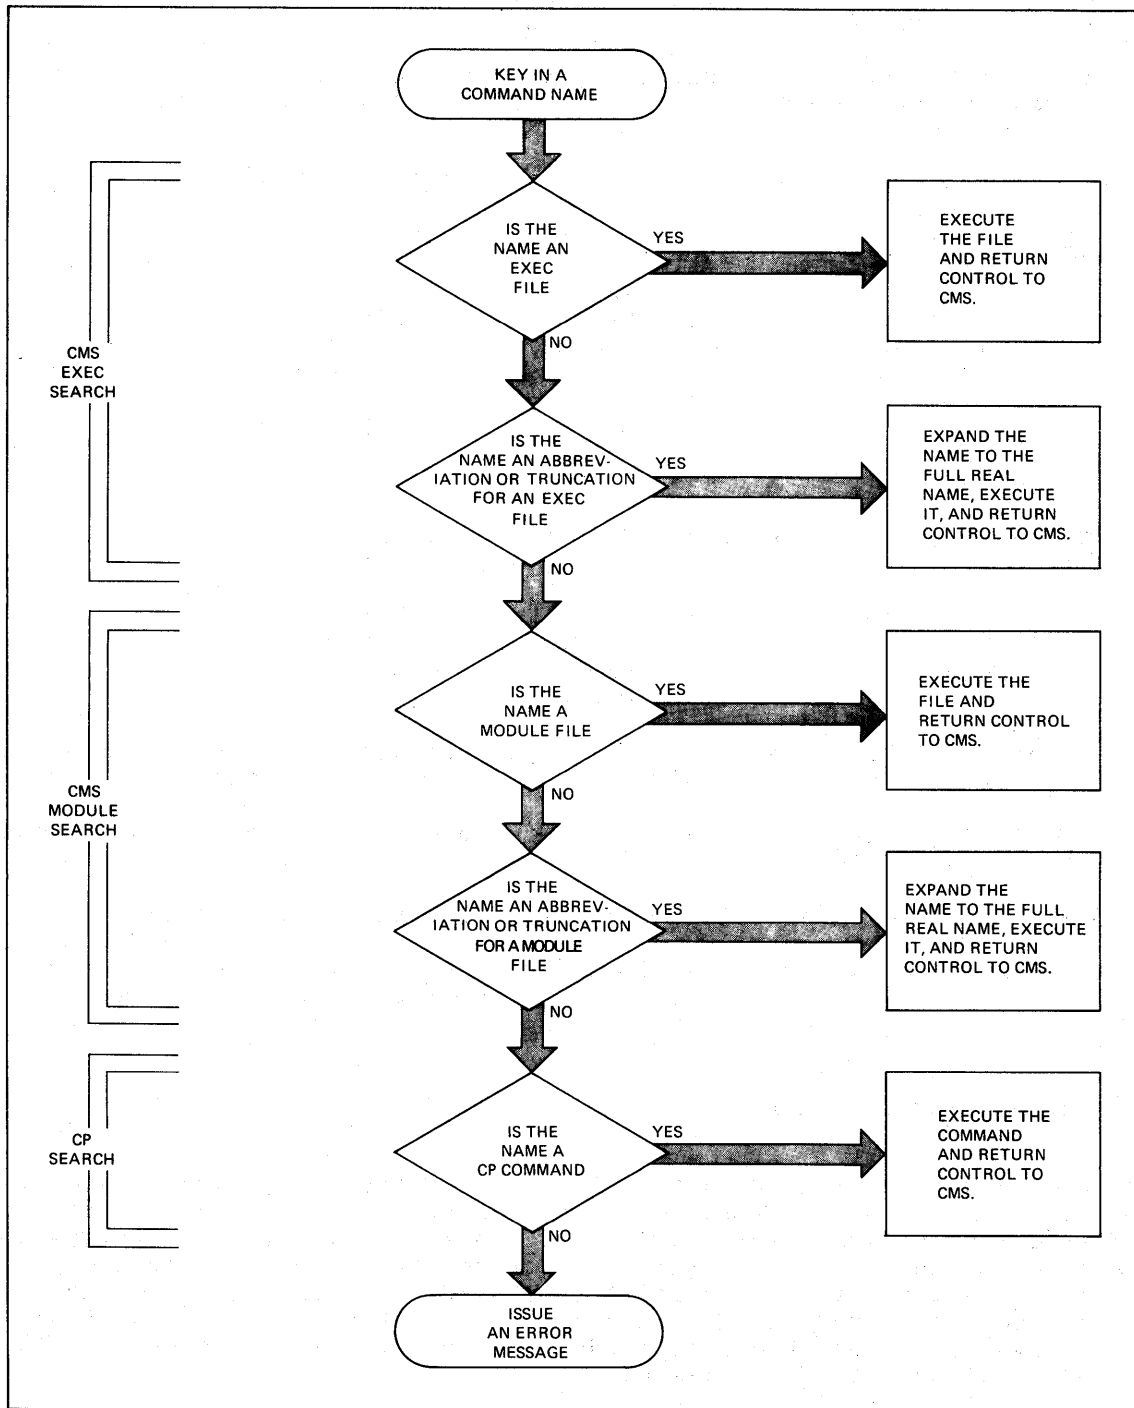 KEY IN A
COMMAND NAME
IS THE
NAME AN
EXEC
FILE
YES
EXECUTE
THE FILE
AND RETURN
CONTROL TO
CMS.
NO
CMS
EXEC
SEARCH
IS THE
NAME AN ABBREV-
IATION OR TRUNCATION
FOR AN EXEC
FILE
YES
EXPAND THE
NAME TO THE
FULL REAL
NAME, EXECUTE
IT, AND RETURN
CONTROL TO CMS.
NO
IS THE
NAME A
MODULE FILE
YES
EXECUTE THE
FILE AND
RETURN CONTROL
TO CMS.
NO
CMS
MODULE
SEARCH
IS THE
NAME AN ABBREV-
IATION OR TRUNCATION
FOR A MODULE
FILE
YES
EXPAND THE
NAME TO THE FULL
REAL NAME, EXECUTE
IT, AND RETURN
CONTROL TO CMS.
NO
CP
SEARCH
IS THE
NAME A
CP COMMAND
YES
EXECUTE THE
COMMAND
AND RETURN
CONTROL TO
CMS.
NO
ISSUE
AN ERROR
MESSAGE